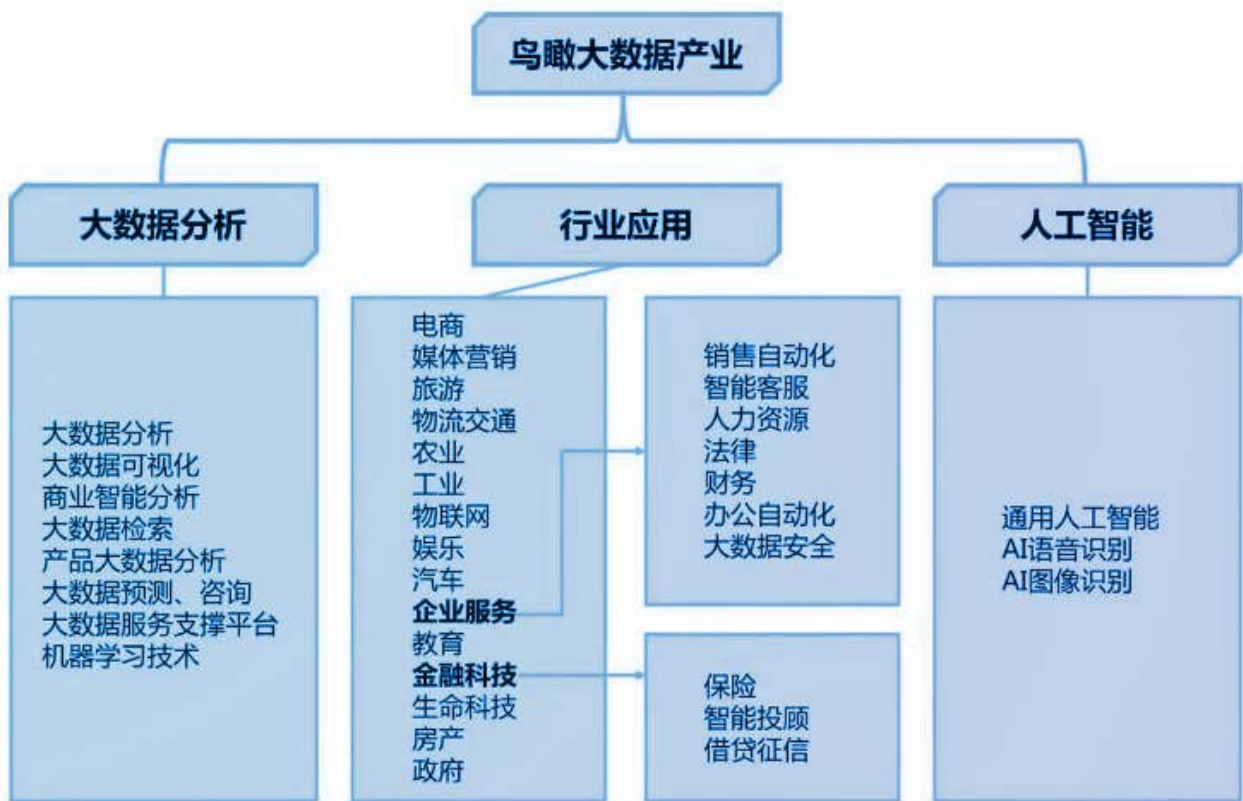 鸟瞰大数据产业
大数据分析
行业应用
人工智能
大数据分析
大数据可视化
商业智能分析
大数据检索
产品大数据分析
大数据预测、咨询
大数据服务支撑平台
机器学习技术
电商
媒体营销
旅游
物流交通
农业
工业
物联网
娱乐
汽车
企业服务
教育
金融科技
生命科技
房产
政府
销售自动化
智能客服
人力资源
法律
财务
办公自动化
大数据安全
保险
智能投顾
借贷征信
通用人工智能
AI语音识别
AI图像识别